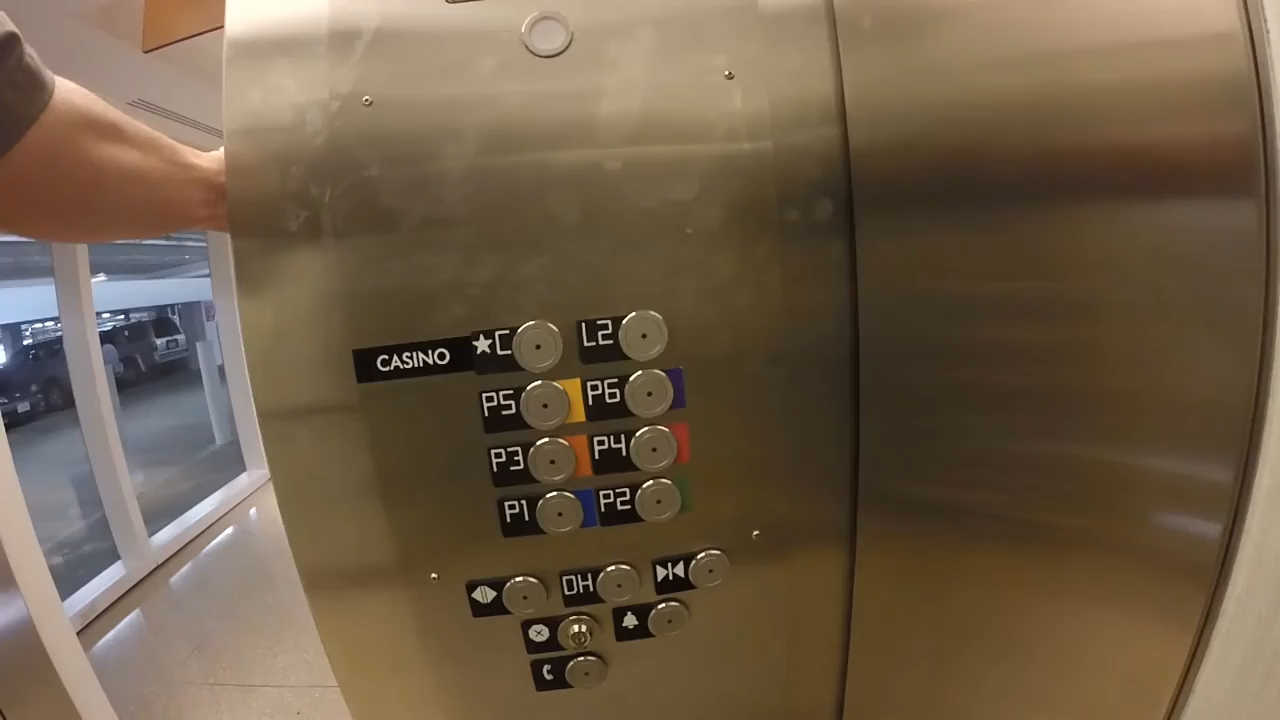 CASINO ★C L2
P5 P6
P3 P4
P1 P2
DH